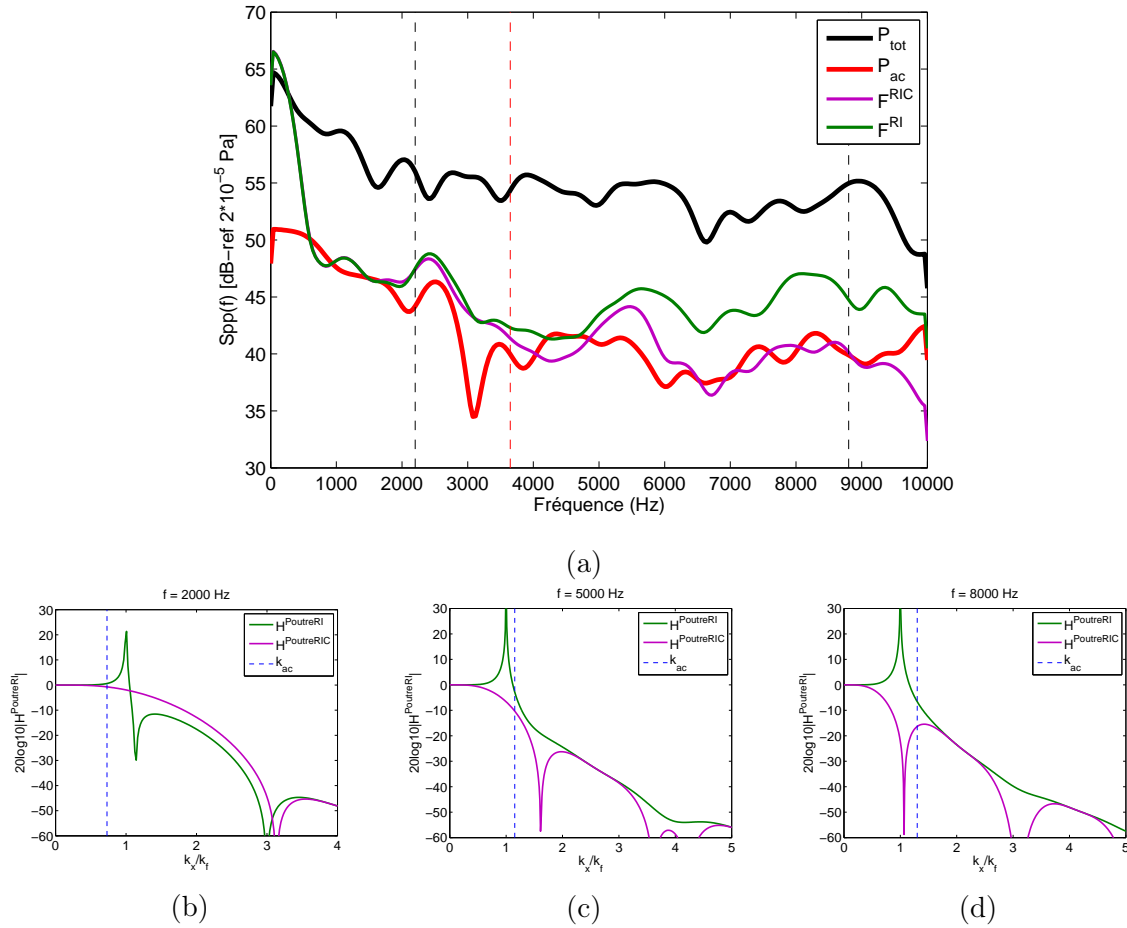 70
65
60
55
50
45
40
35
30
Spp(f) [dB−ref 2*10⁻⁵ Pa]
0 1000 2000 3000 4000 5000 6000 7000 8000 9000 10000
Fréquence (Hz)
P_tot
P_ac
F^RIC
F^RI
(a)
f = 2000 Hz
30
20
10
0
−10
−20
−30
−40
−50
−60
20log10|H^PoutreRI|
0 1 2 3 4
k_x/k_f
H^PoutreRI
H^PoutreRIC
k_ac
(b)
f = 5000 Hz
30
20
10
0
−10
−20
−30
−40
−50
−60
20log10|H^PoutreRI|
0 1 2 3 4 5
k_x/k_f
H^PoutreRI
H^PoutreRIC
k_ac
(c)
f = 8000 Hz
30
20
10
0
−10
−20
−30
−40
−50
−60
20log10|H^PoutreRI|
0 1 2 3 4 5
k_x/k_f
H^PoutreRI
H^PoutreRIC
k_ac
(d)